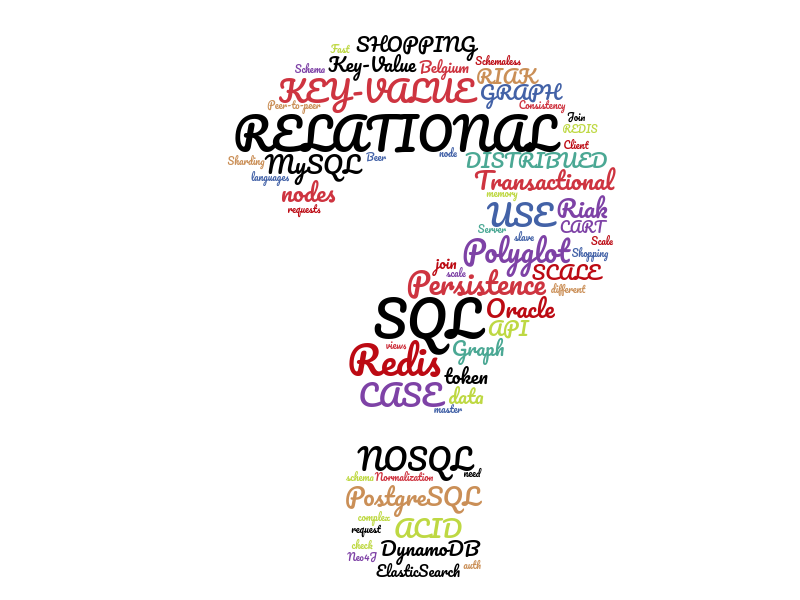 Fast SHOPPING
Schema Key-Value Belgium Schemaless
RIAK
KEY-VALUE GRAPH
Peer-to-peer Consistency
RELATIONAL Join
REDIS
Client
Sharding MySQL Beer node DISTRIBUED
languages Transactional
nodes memory
requests USE Riak
Server CART
slave Scale
Polyglot Shopping
join scale SCALE
Persistence different
SQL Oracle
API
views Graph
Redis token
CASE data
master
NOSQL need
schema Normalization
PostgreSQL
complex
request ACID
check DynamoDB
Neo4J
ElasticSearch auth